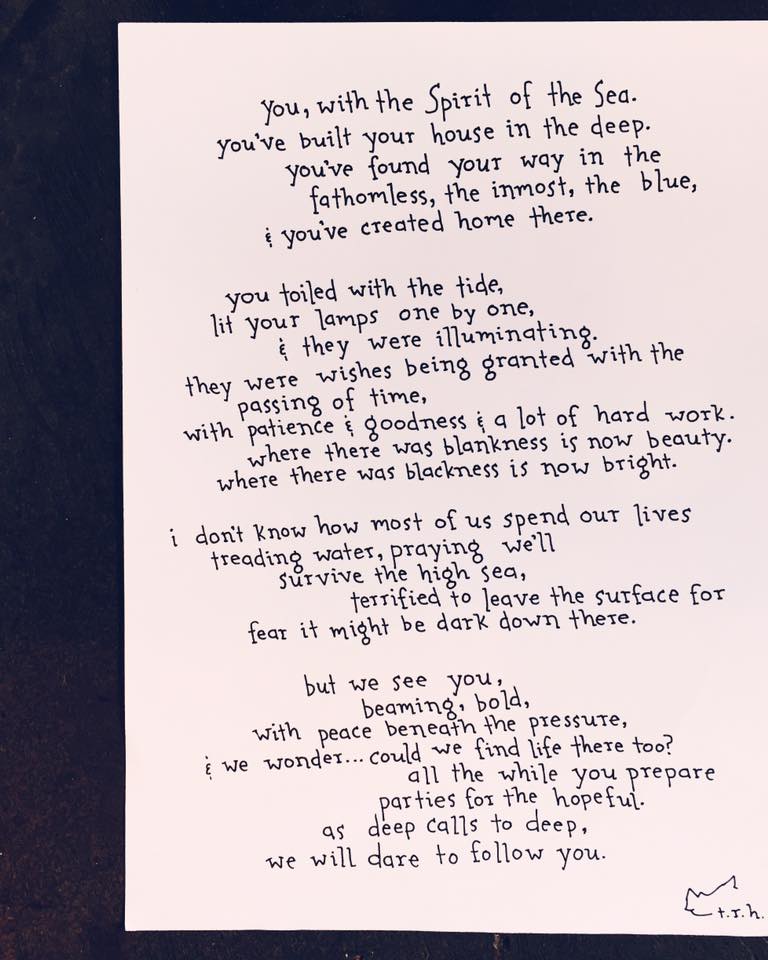 you, with the Spirit of the Sea.
you've built your house in the deep.
you've found your way in the
fathomless, the inmost, the blue,
& you've created home there.
you toiled with the tide,
lit your lamps one by one,
& they were illuminating.
they were wishes being granted with the
passing of time,
with patience & goodness & a lot of hard work.
where there was blankness is now beauty.
where there was blackness is now bright.
i don't know how most of us spend our lives
treading water, praying we'll
survive the high sea,
terrified to leave the surface for
fear it might be dark down there.
but we see you,
beaming, bold,
with peace beneath the pressure,
& we wonder... could we find life there too?
all the while you prepare
parties for the hopeful.
as deep calls to deep,
we will dare to follow you.
t.r.h.